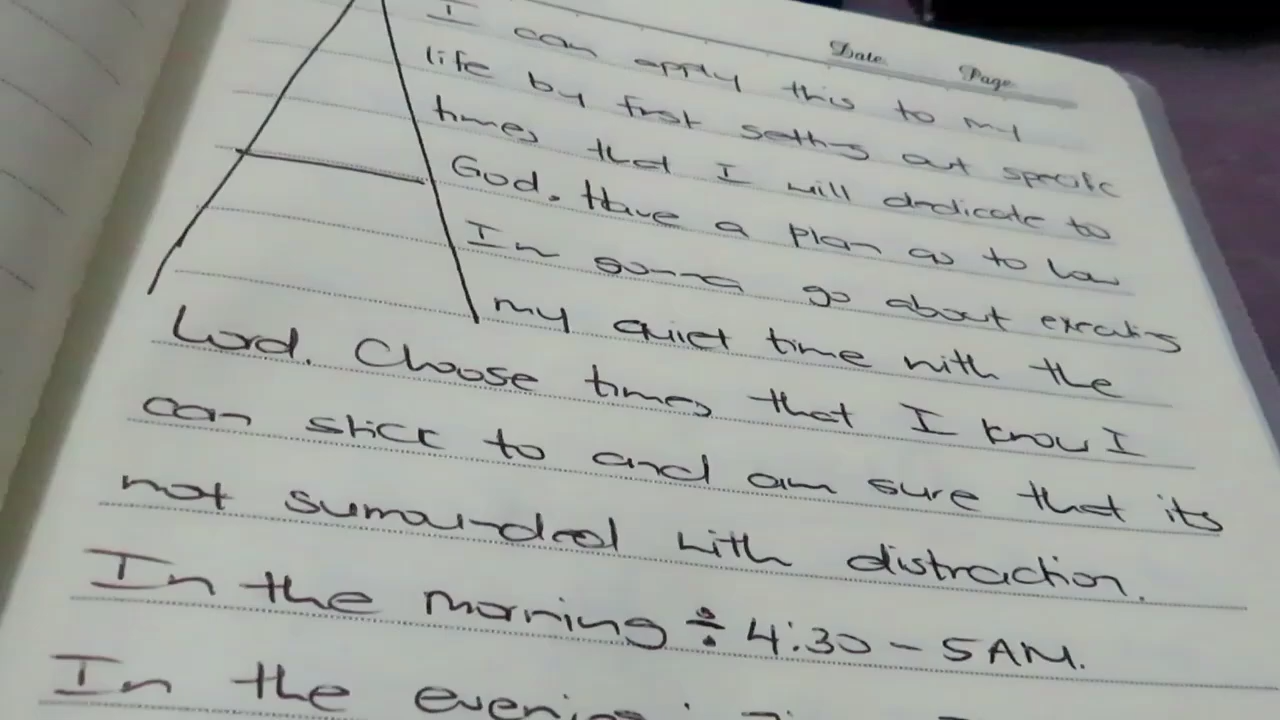 Date
Page
A
I can apply this to my
life by first setting out specific
times that I will dedicate to
God. Have a plan as to how
Im gonna go about executing
my quiet time with the
Lord. Choose times that I know I
can stick to and am sure that its
not surrounded with distraction.
In the morning ÷ 4:30 - 5AM.
In the evening